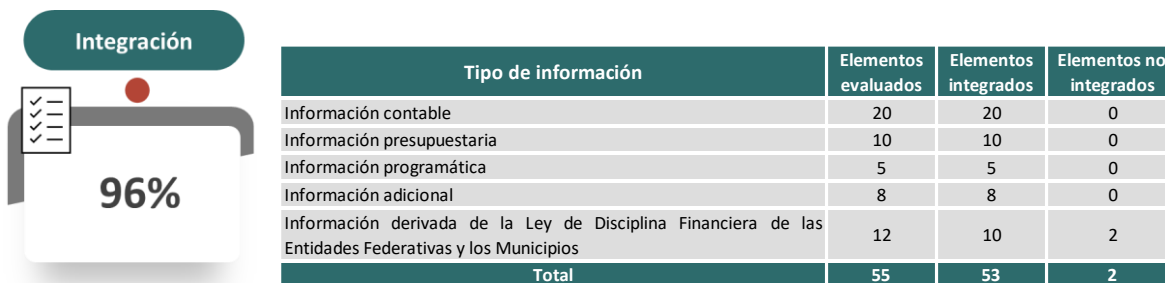 Integración
96%
Tipo de información Elementos evaluados Elementos integrados Elementos no integrados
Información contable 20 20 0
Información presupuestaria 10 10 0
Información programática 5 5 0
Información adicional 8 8 0
Información derivada de la Ley de Disciplina Financiera de las
Entidades Federativas y los Municipios 12 10 2
Total 55 53 2